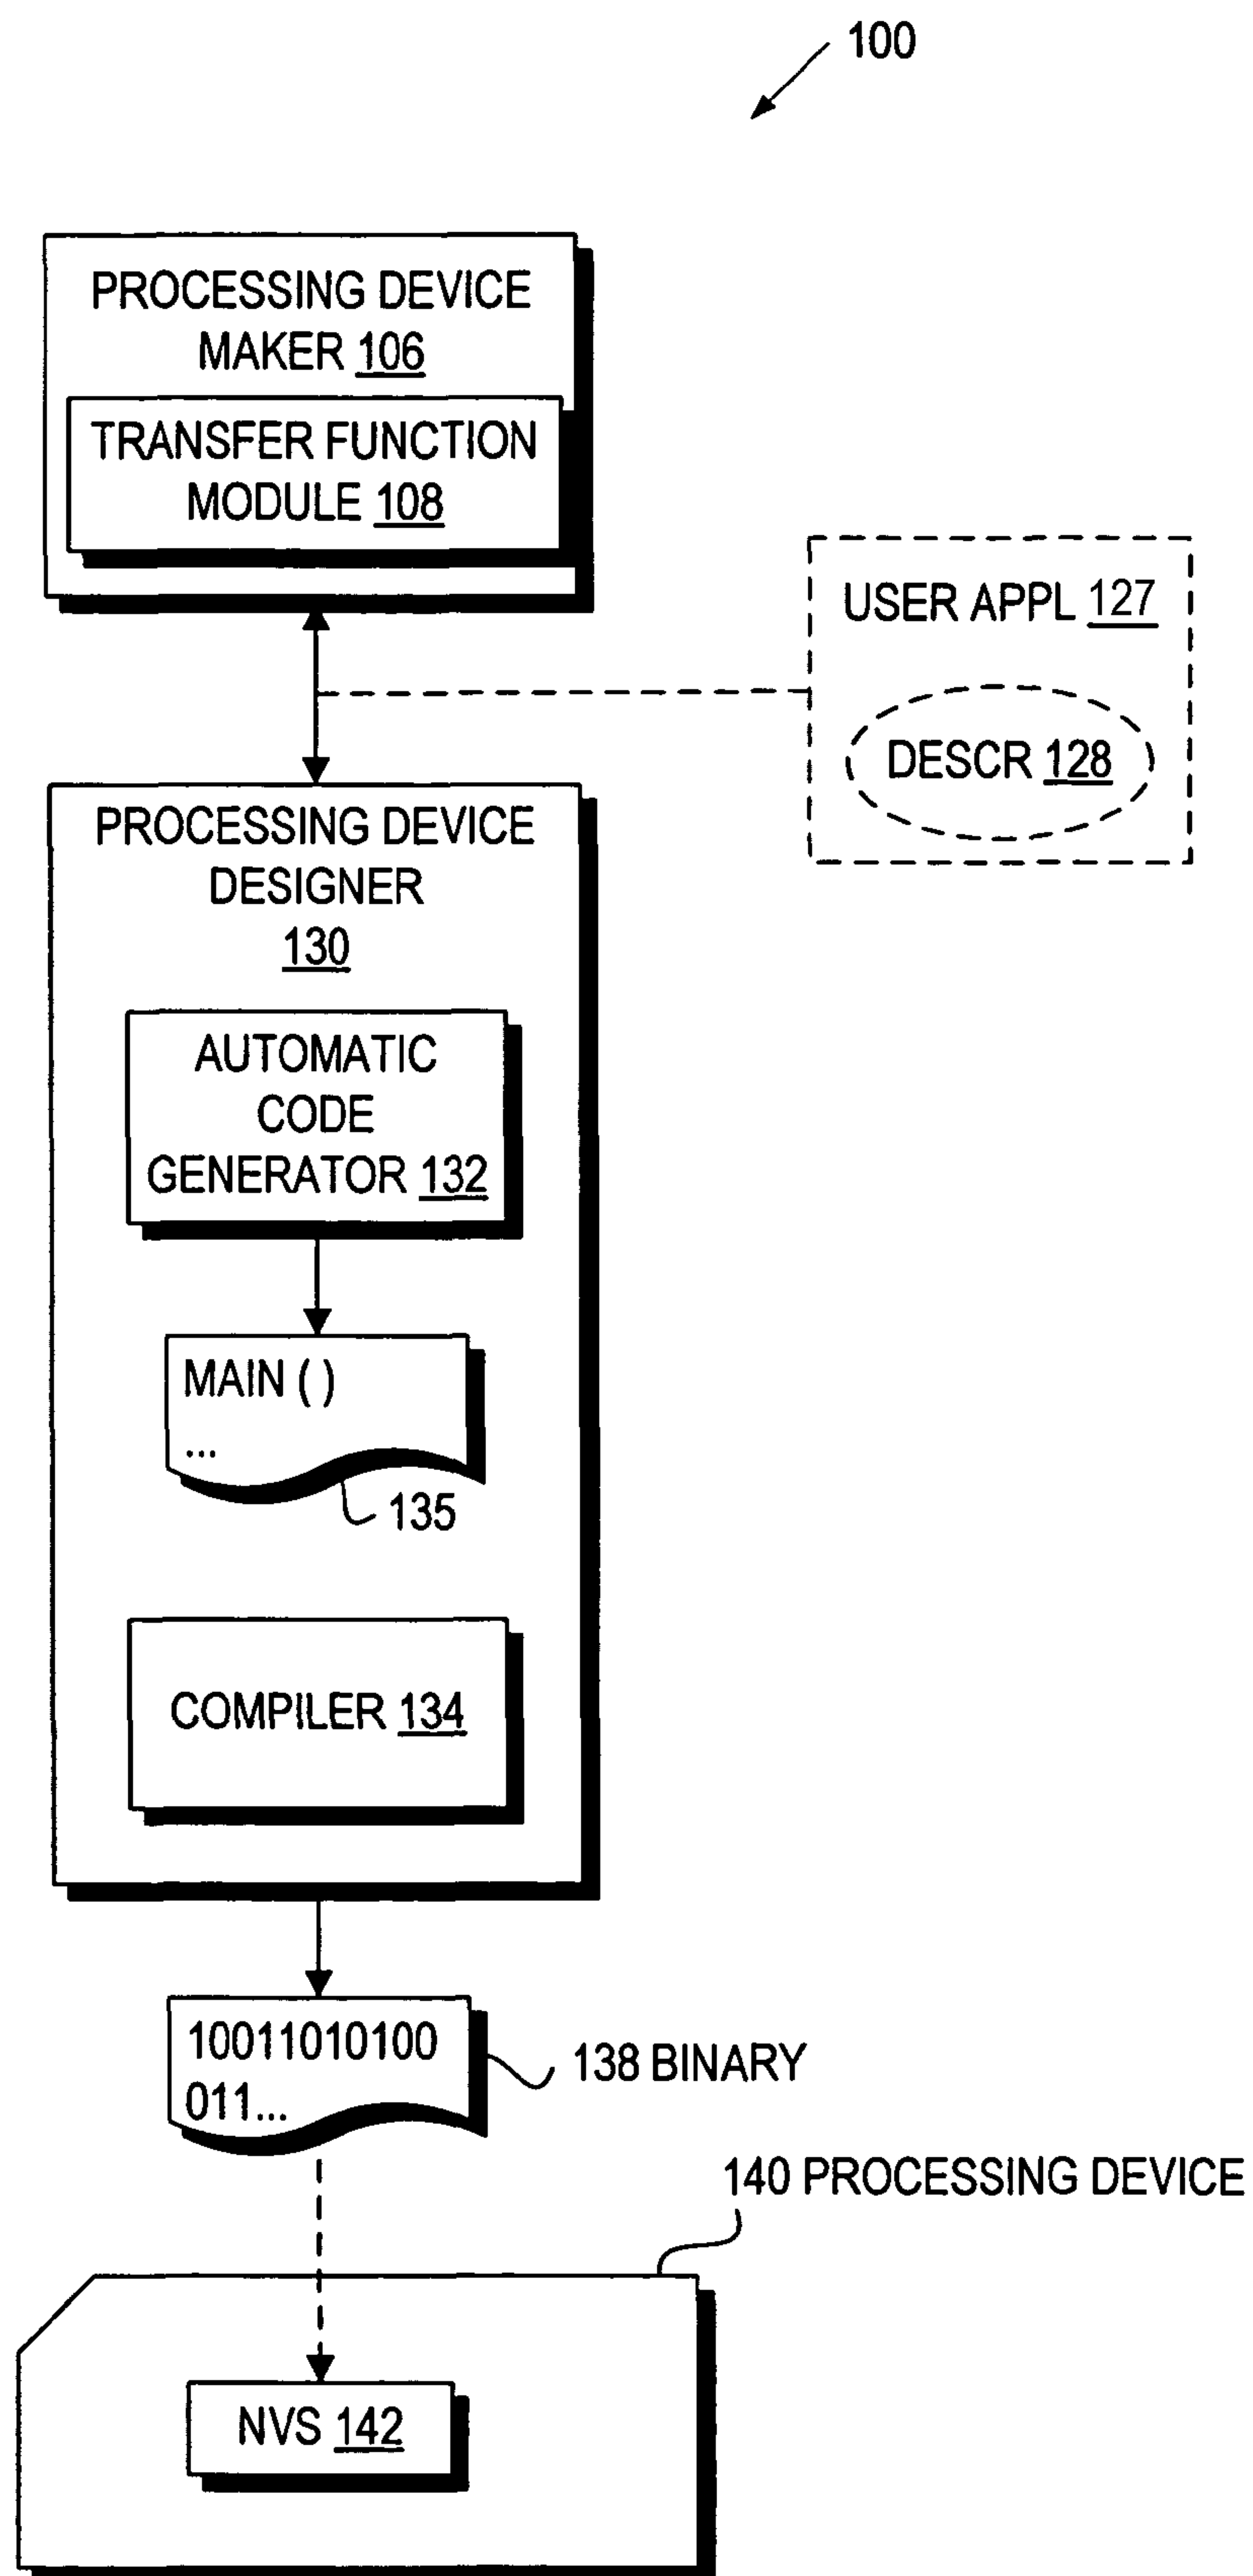 100
PROCESSING DEVICE
MAKER 106
TRANSFER FUNCTION
MODULE 108
USER APPL 127
DESCR 128
PROCESSING DEVICE
DESIGNER
130
AUTOMATIC
CODE
GENERATOR 132
MAIN ( )
...
135
COMPILER 134
10011010100
011...
138 BINARY
140 PROCESSING DEVICE
NVS 142